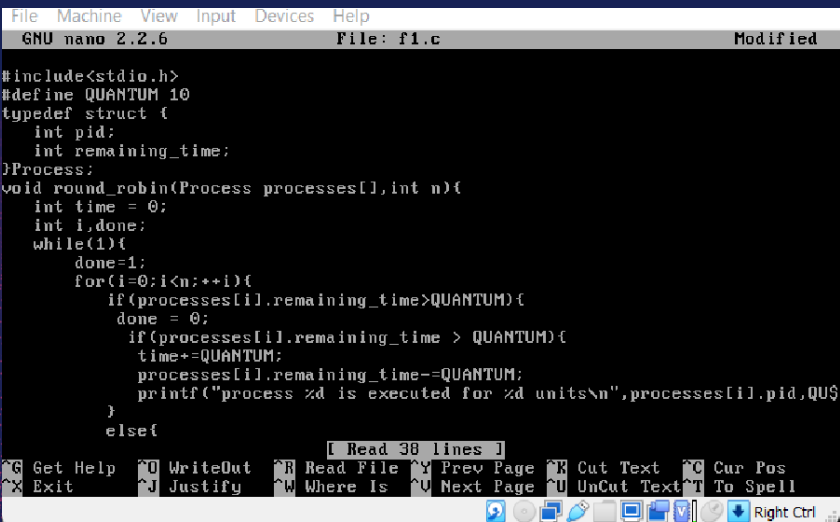 File Machine View Input Devices Help
GNU nano 2.2.6 File: f1.c Modified
#include<stdio.h>
#define QUANTUM 10
typedef struct {
   int pid;
   int remaining_time;
}Process;
void round_robin(Process processes[],int n){
   int time = 0;
   int i,done;
   while(1){
       done=1;
       for(i=0;i<n;++i){
          if(processes[i].remaining_time>QUANTUM){
           done = 0;
            if(processes[i].remaining_time > QUANTUM){
             time+=QUANTUM;
             processes[i].remaining_time-=QUANTUM;
             printf("process %d is executed for %d units\n",processes[i].pid,QU$
          }
          else{
[ Read 38 lines ]
^G Get Help ^O WriteOut ^R Read File ^Y Prev Page ^K Cut Text ^C Cur Pos
^X Exit ^J Justify ^W Where Is ^V Next Page ^U UnCut Text ^T To Spell
Right Ctrl